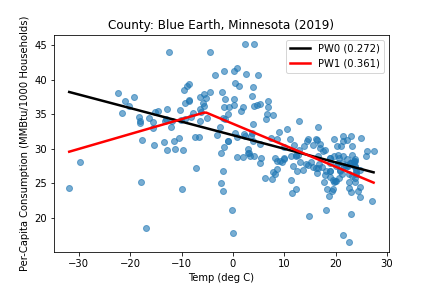 County: Blue Earth, Minnesota (2019)
Per-Capita Consumption (MMBtu/1000 Households)
45
40
35
30
25
20
PW0 (0.272)
PW1 (0.361)
−30 −20 −10 0 10 20 30
Temp (deg C)